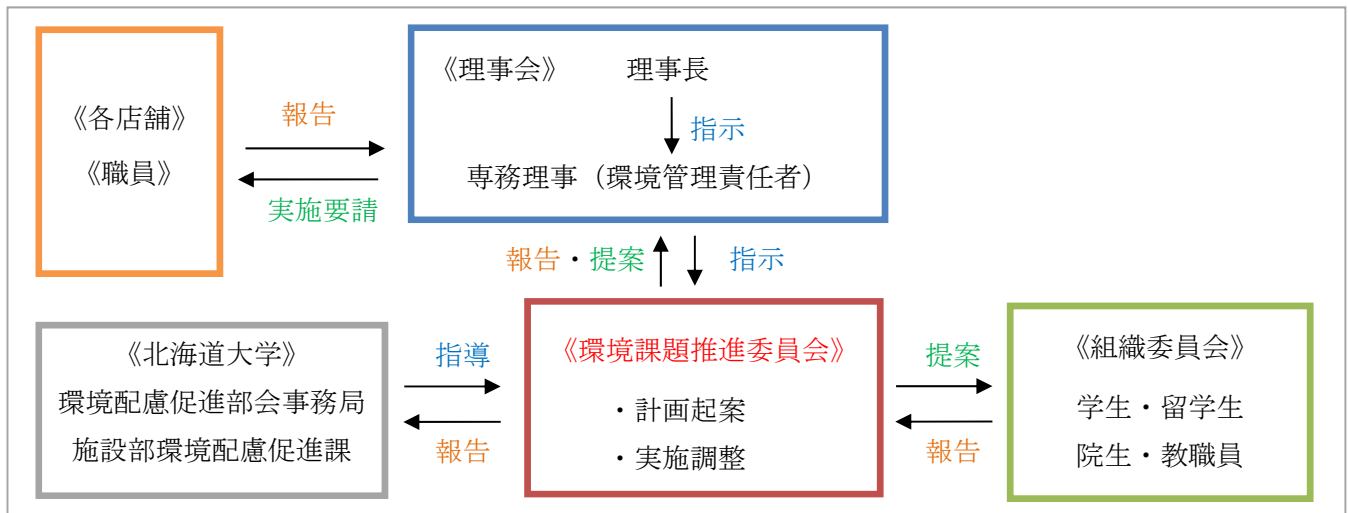 《各店舗》
《職員》
報告
実施要請
《理事会》 理事長
指示
専務理事（環境管理責任者）
報告・提案
指示
《北海道大学》
環境配慮促進部会事務局
施設部環境配慮促進課
指導
報告
《環境課題推進委員会》
・計画起案
・実施調整
提案
報告
《組織委員会》
学生・留学生
院生・教職員